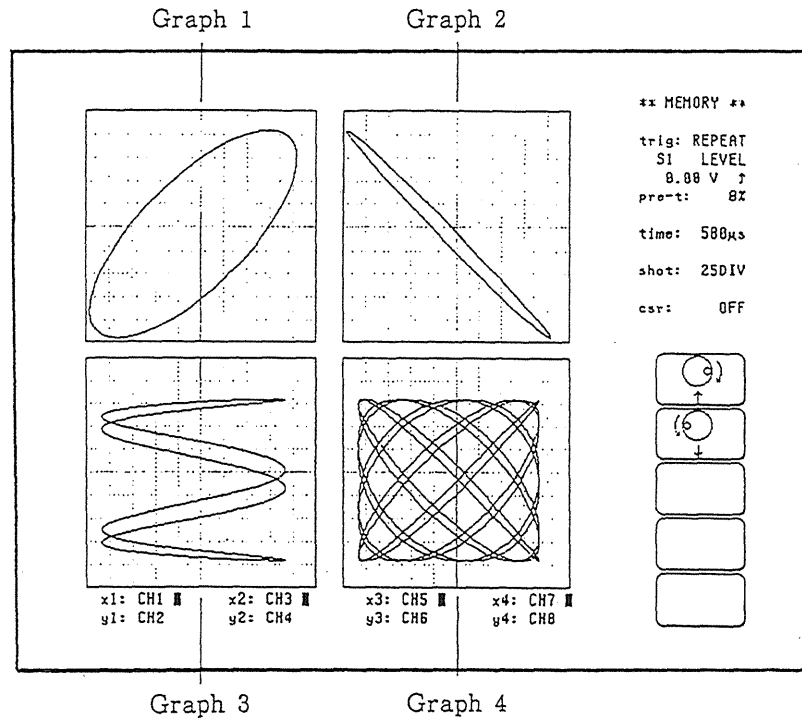 Graph 1 Graph 2
** MEMORY **
trig: REPEAT
S1 LEVEL
0.00 V ↑
pre-t: 0%
time: 500µs
shot: 25DIV
csr: OFF
x1: CH1 x2: CH3 x3: CH5 x4: CH7
y1: CH2 y2: CH4 y3: CH6 y4: CH8
Graph 3 Graph 4